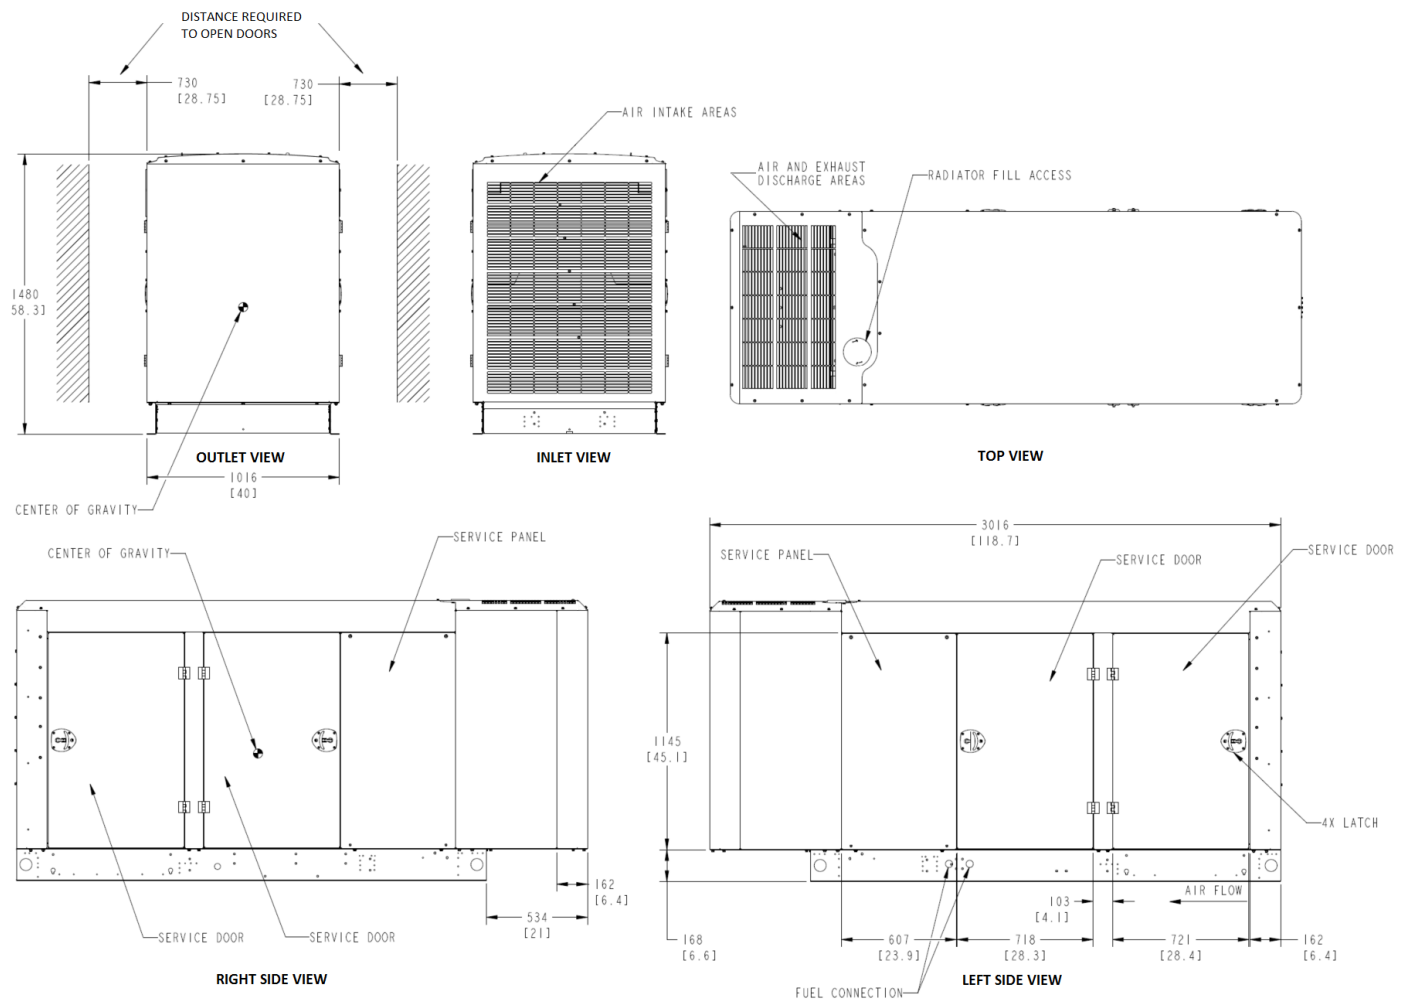 DISTANCE REQUIRED
TO OPEN DOORS
730
[28.75]
730
[28.75]
AIR INTAKE AREAS
AIR AND EXHAUST
DISCHARGE AREAS
RADIATOR FILL ACCESS
1480
58.3]
OUTLET VIEW
INLET VIEW
TOP VIEW
1016
[40]
CENTER OF GRAVITY
CENTER OF GRAVITY
SERVICE PANEL
3016
[118.7]
SERVICE PANEL
SERVICE DOOR
SERVICE DOOR
1145
[45.1]
4X LATCH
162
[6.4]
534
[21]
SERVICE DOOR
SERVICE DOOR
AIR FLOW
103
[4.1]
168
[6.6]
607
[23.9]
718
[28.3]
721
[28.4]
162
[6.4]
RIGHT SIDE VIEW
LEFT SIDE VIEW
FUEL CONNECTION